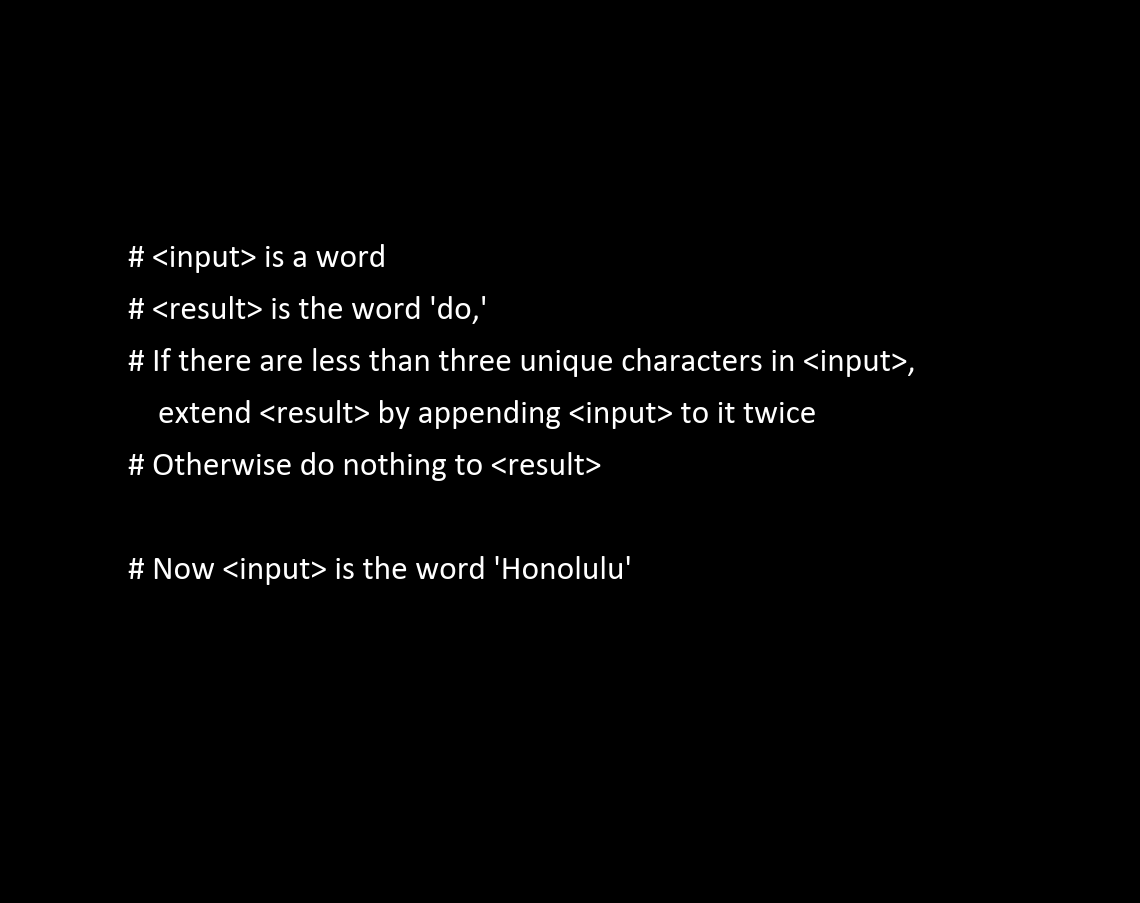 # <input> is a word
# <result> is the word 'do,'
# If there are less than three unique characters in <input>,
extend <result> by appending <input> to it twice
# Otherwise do nothing to <result>
# Now <input> is the word 'Honolulu'